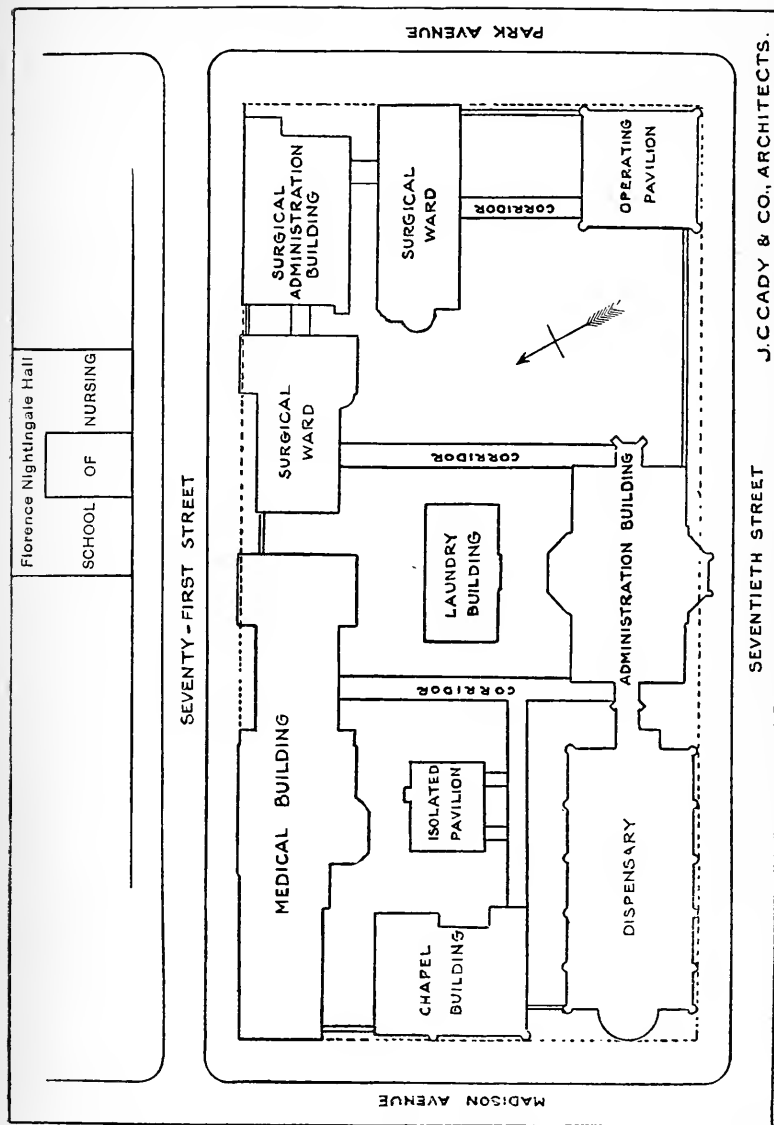 PARK AVENUE
Florence Nightingale Hall
SCHOOL OF NURSING
SEVENTY-FIRST STREET
SURGICAL
ADMINISTRATION
BUILDING
SURGICAL
WARD
CORRIDOR
OPERATING
PAVILION
SURGICAL
WARD
CORRIDOR
LAUNDRY
BUILDING
ADMINISTRATION BUILDING
MEDICAL BUILDING
CORRIDOR
ISOLATED
PAVILION
CHAPEL
BUILDING
DISPENSARY
SEVENTIETH STREET
MADISON AVENUE
J.C CADY & CO., ARCHITECTS.